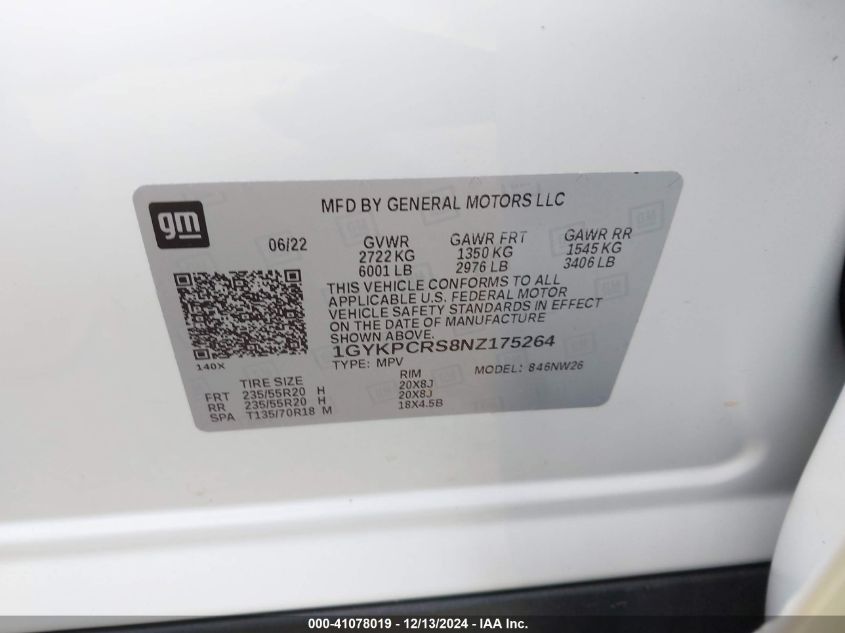 gm
MFD BY GENERAL MOTORS LLC
06/22 GVWR GAWR FRT GAWR RR
2722 KG 1350 KG 1545 KG
6001 LB 2976 LB 3406 LB
THIS VEHICLE CONFORMS TO ALL
APPLICABLE U.S. FEDERAL MOTOR
VEHICLE SAFETY STANDARDS IN EFFECT
ON THE DATE OF MANUFACTURE
SHOWN ABOVE.
1GYKPCRS8NZ175264
140X
TYPE: MPV MODEL: 846NW26
TIRE SIZE RIM
FRT 235/55R20 H 20X8J
RR 235/55R20 H 20X8J
SPA T135/70R18 M 18X4.5B
000-41078019 - 12/13/2024 - IAA Inc.